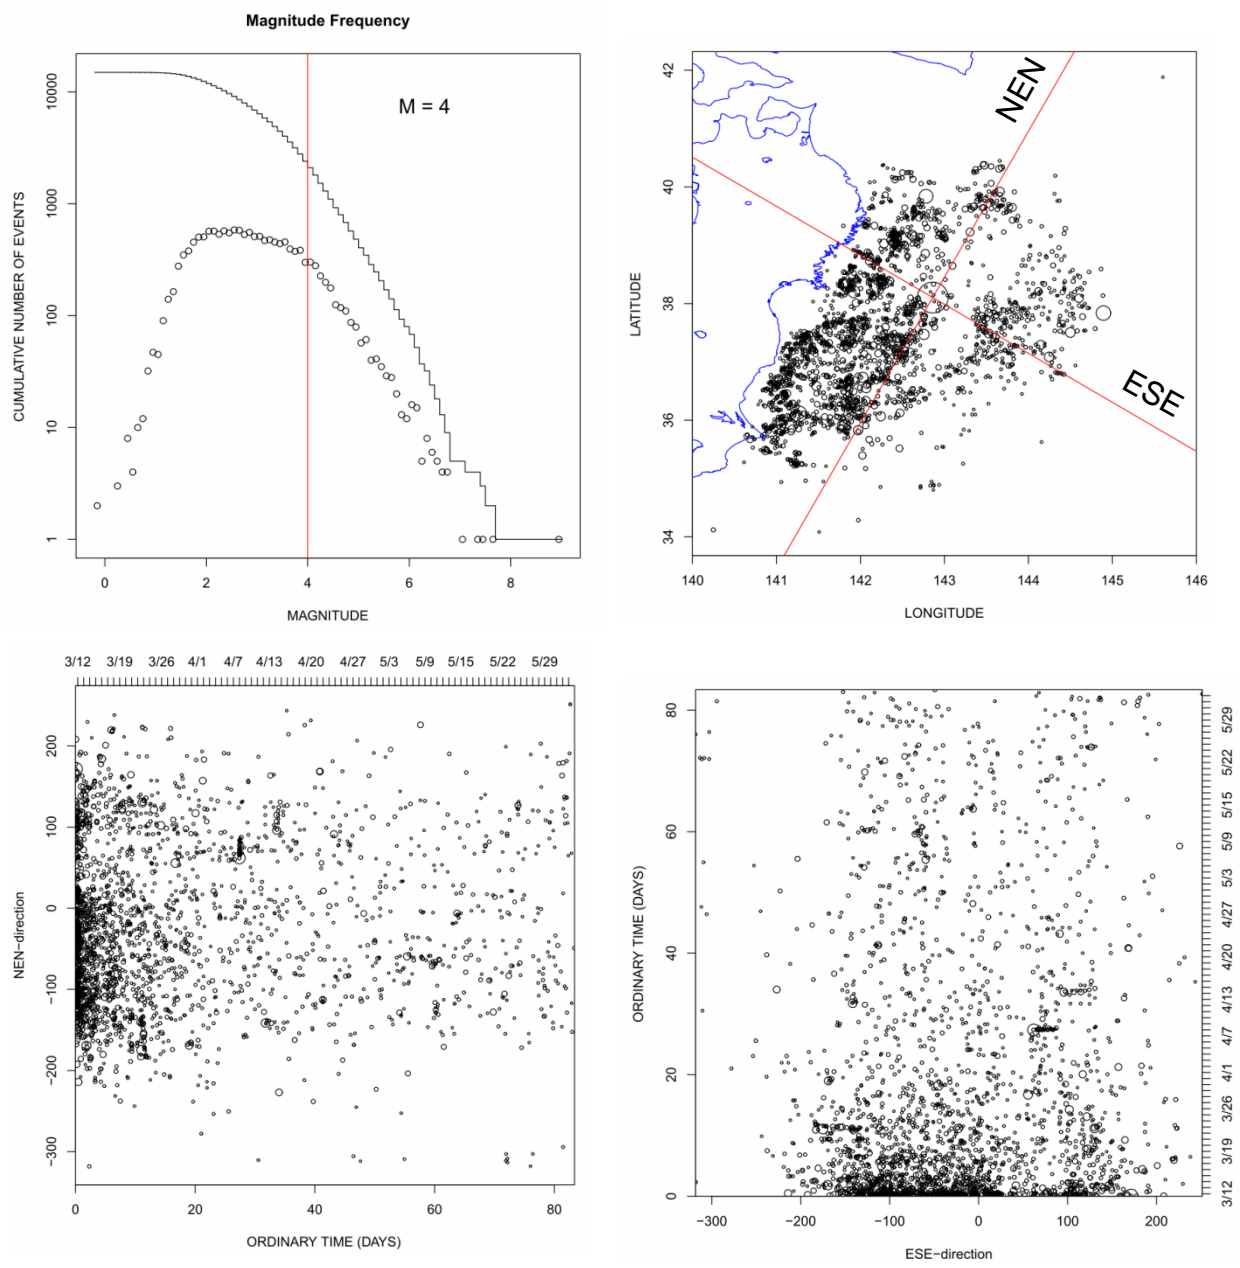 Magnitude Frequency
10000
1000
100
10
1
CUMULATIVE NUMBER OF EVENTS
M = 4
0 2 4 6 8
MAGNITUDE
42
40
38
36
34
LATITUDE
NEN
ESE
140 141 142 143 144 145 146
LONGITUDE
3/12 3/19 3/26 4/1 4/7 4/13 4/20 4/27 5/3 5/9 5/15 5/22 5/29
200
100
0
−100
−200
−300
NEN−direction
0 20 40 60 80
ORDINARY TIME (DAYS)
80
60
40
20
0
ORDINARY TIME (DAYS)
5/29
5/22
5/15
5/9
5/3
4/27
4/20
4/13
4/7
4/1
3/26
3/19
3/12
−300 −200 −100 0 100 200
ESE−direction